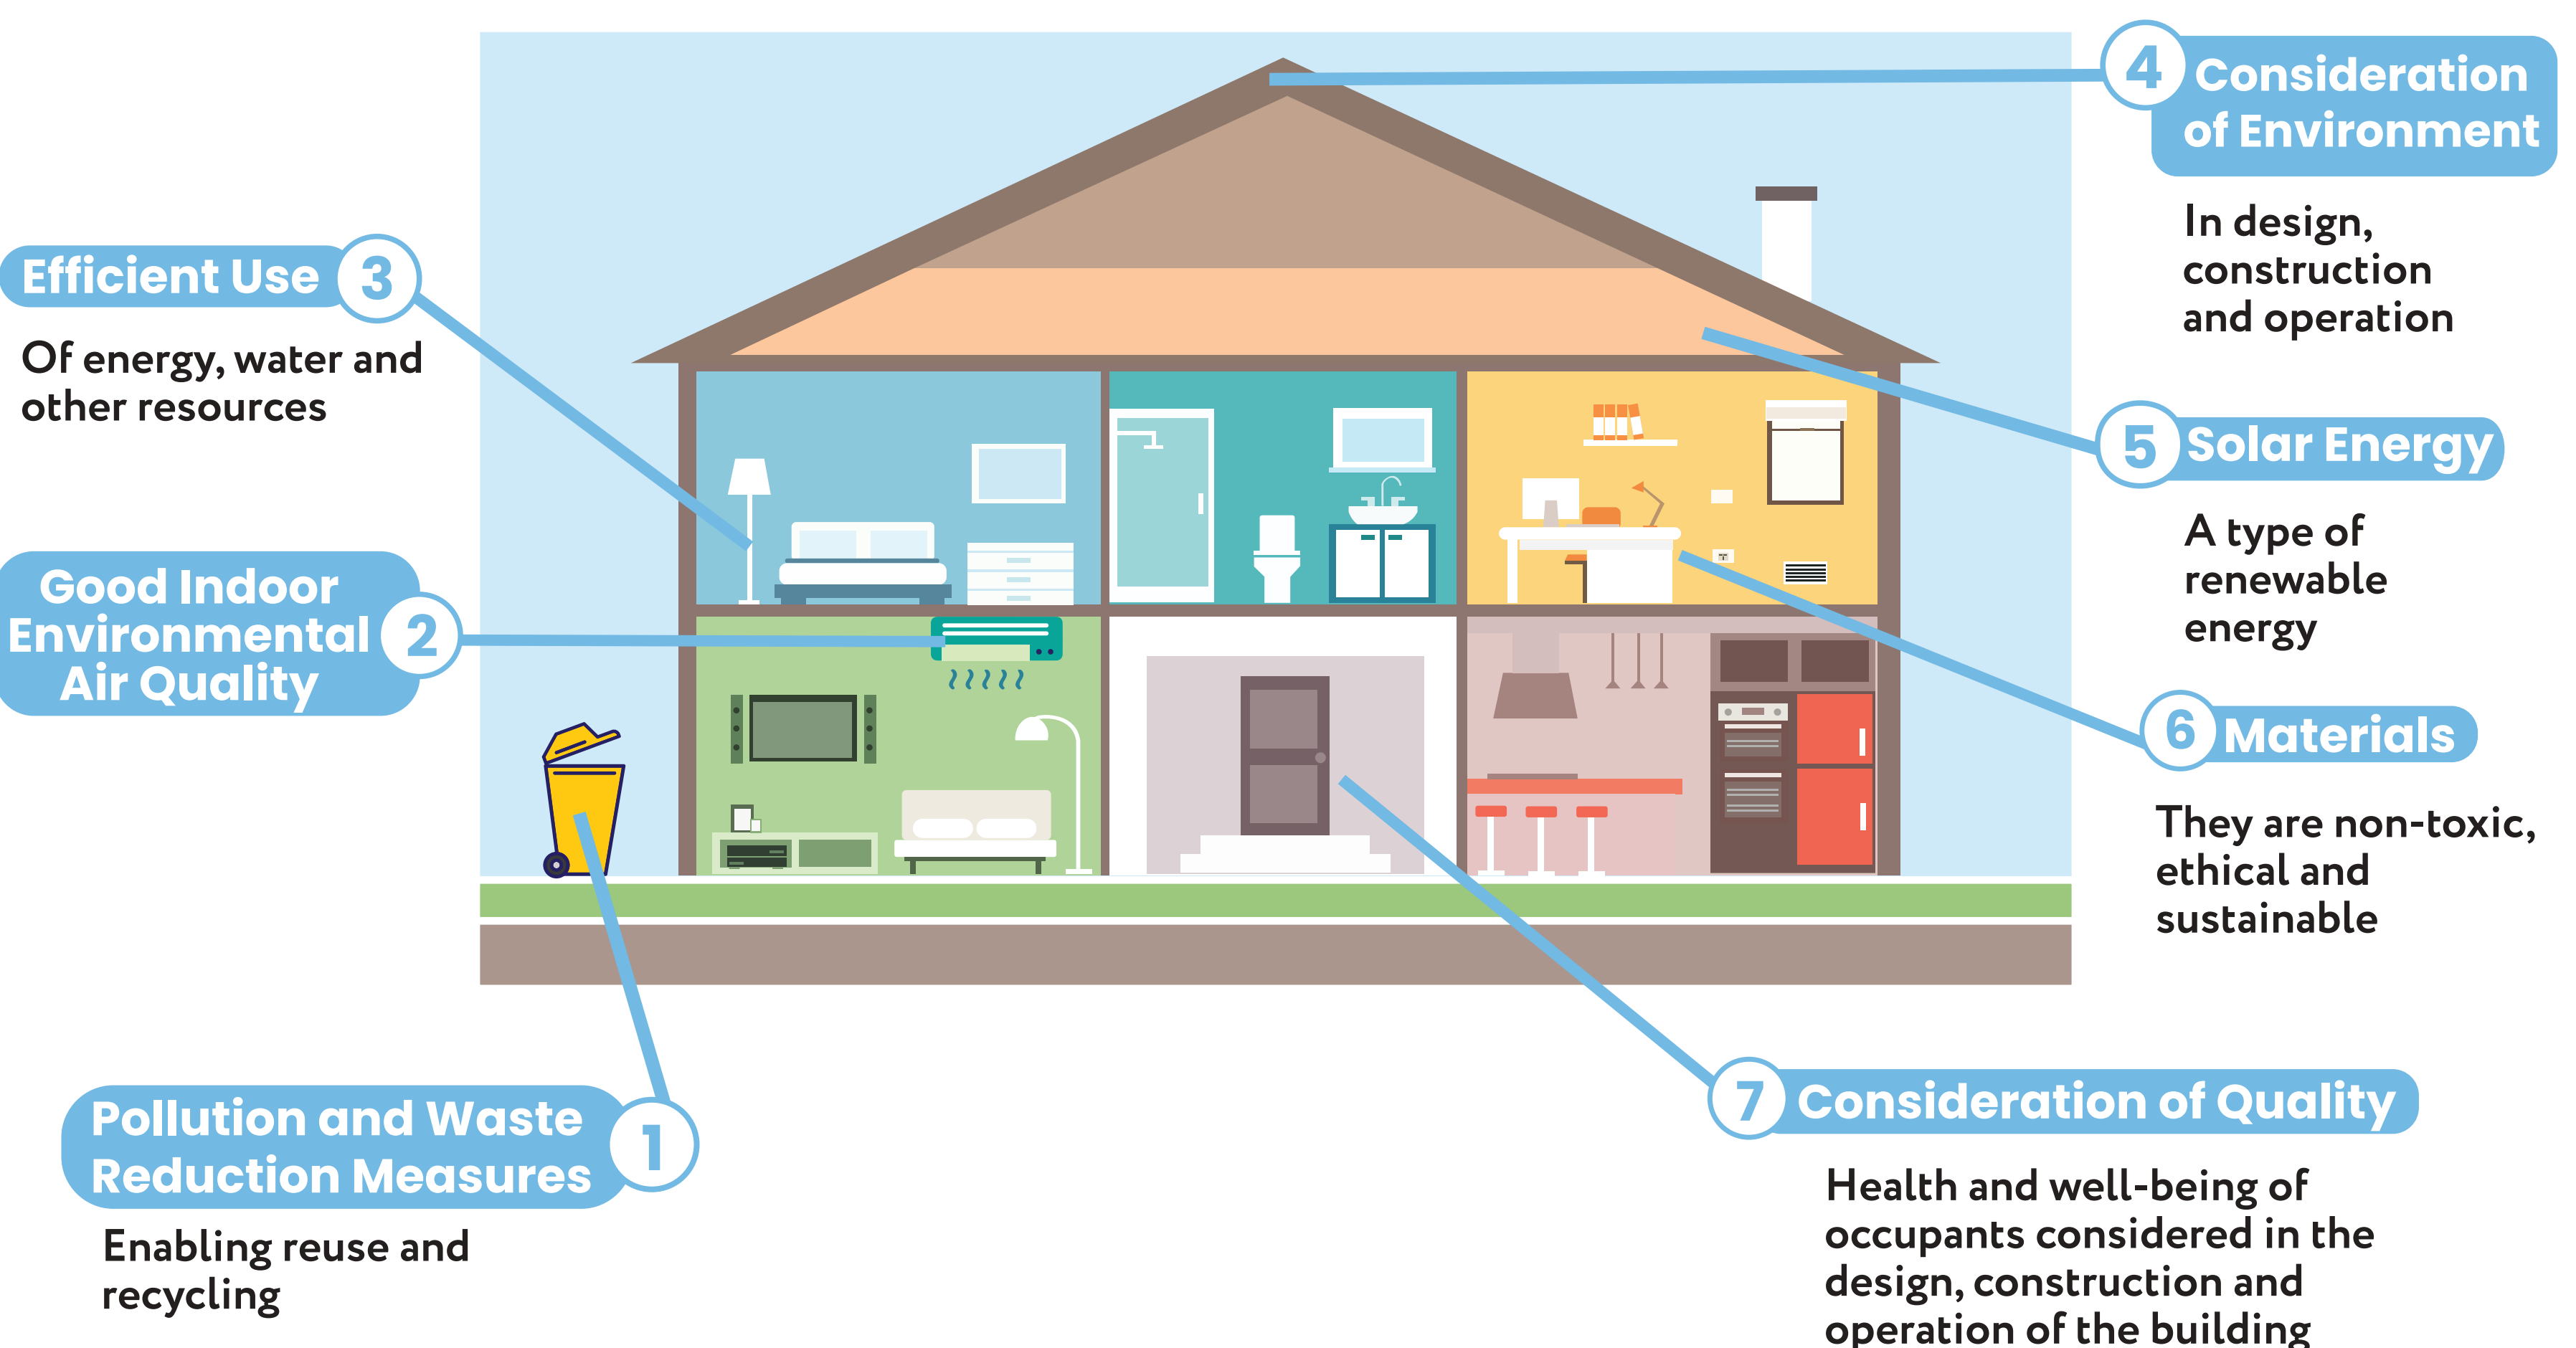 4
Consideration
of Environment
In design,
construction
and operation
Efficient Use
3
Of energy, water and
other resources
5
Solar Energy
A type of
renewable
energy
Good Indoor
Environmental
Air Quality
2
6
Materials
They are non-toxic,
ethical and
sustainable
Pollution and Waste
Reduction Measures
1
Enabling reuse and
recycling
7
Consideration of Quality
Health and well-being of
occupants considered in the
design, construction and
operation of the building